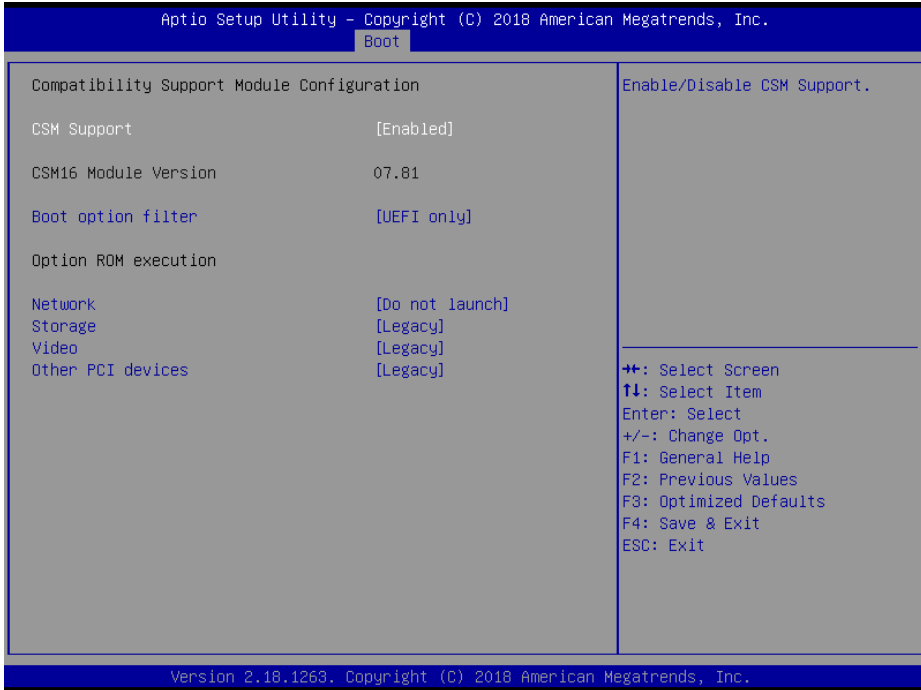 Aptio Setup Utility – Copyright (C) 2018 American Megatrends, Inc.
Boot
Compatibility Support Module Configuration
CSM Support [Enabled]
CSM16 Module Version 07.81
Boot option filter [UEFI only]
Option ROM execution
Network [Do not launch]
Storage [Legacy]
Video [Legacy]
Other PCI devices [Legacy]
Enable/Disable CSM Support.
→←: Select Screen
↑↓: Select Item
Enter: Select
+/-: Change Opt.
F1: General Help
F2: Previous Values
F3: Optimized Defaults
F4: Save & Exit
ESC: Exit
Version 2.18.1263. Copyright (C) 2018 American Megatrends, Inc.